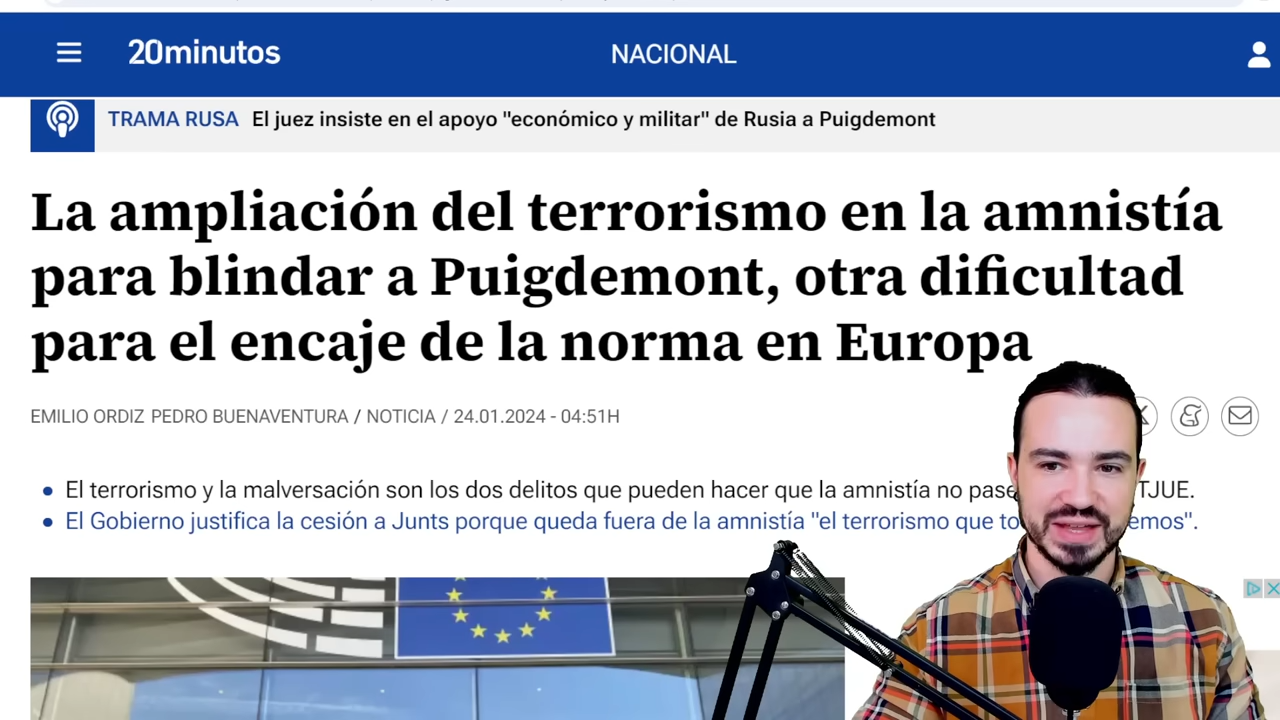 20minutos
NACIONAL
TRAMA RUSA El juez insiste en el apoyo "económico y militar" de Rusia a Puigdemont
La ampliación del terrorismo en la amnistía
para blindar a Puigdemont, otra dificultad
para el encaje de la norma en Europa
EMILIO ORDIZ PEDRO BUENAVENTURA / NOTICIA / 24.01.2024 - 04:51H
El terrorismo y la malversación son los dos delitos que pueden hacer que la amnistía no TJUE.
El Gobierno justifica la cesión a Junts porque queda fuera de la amnistía "el terrorismo que